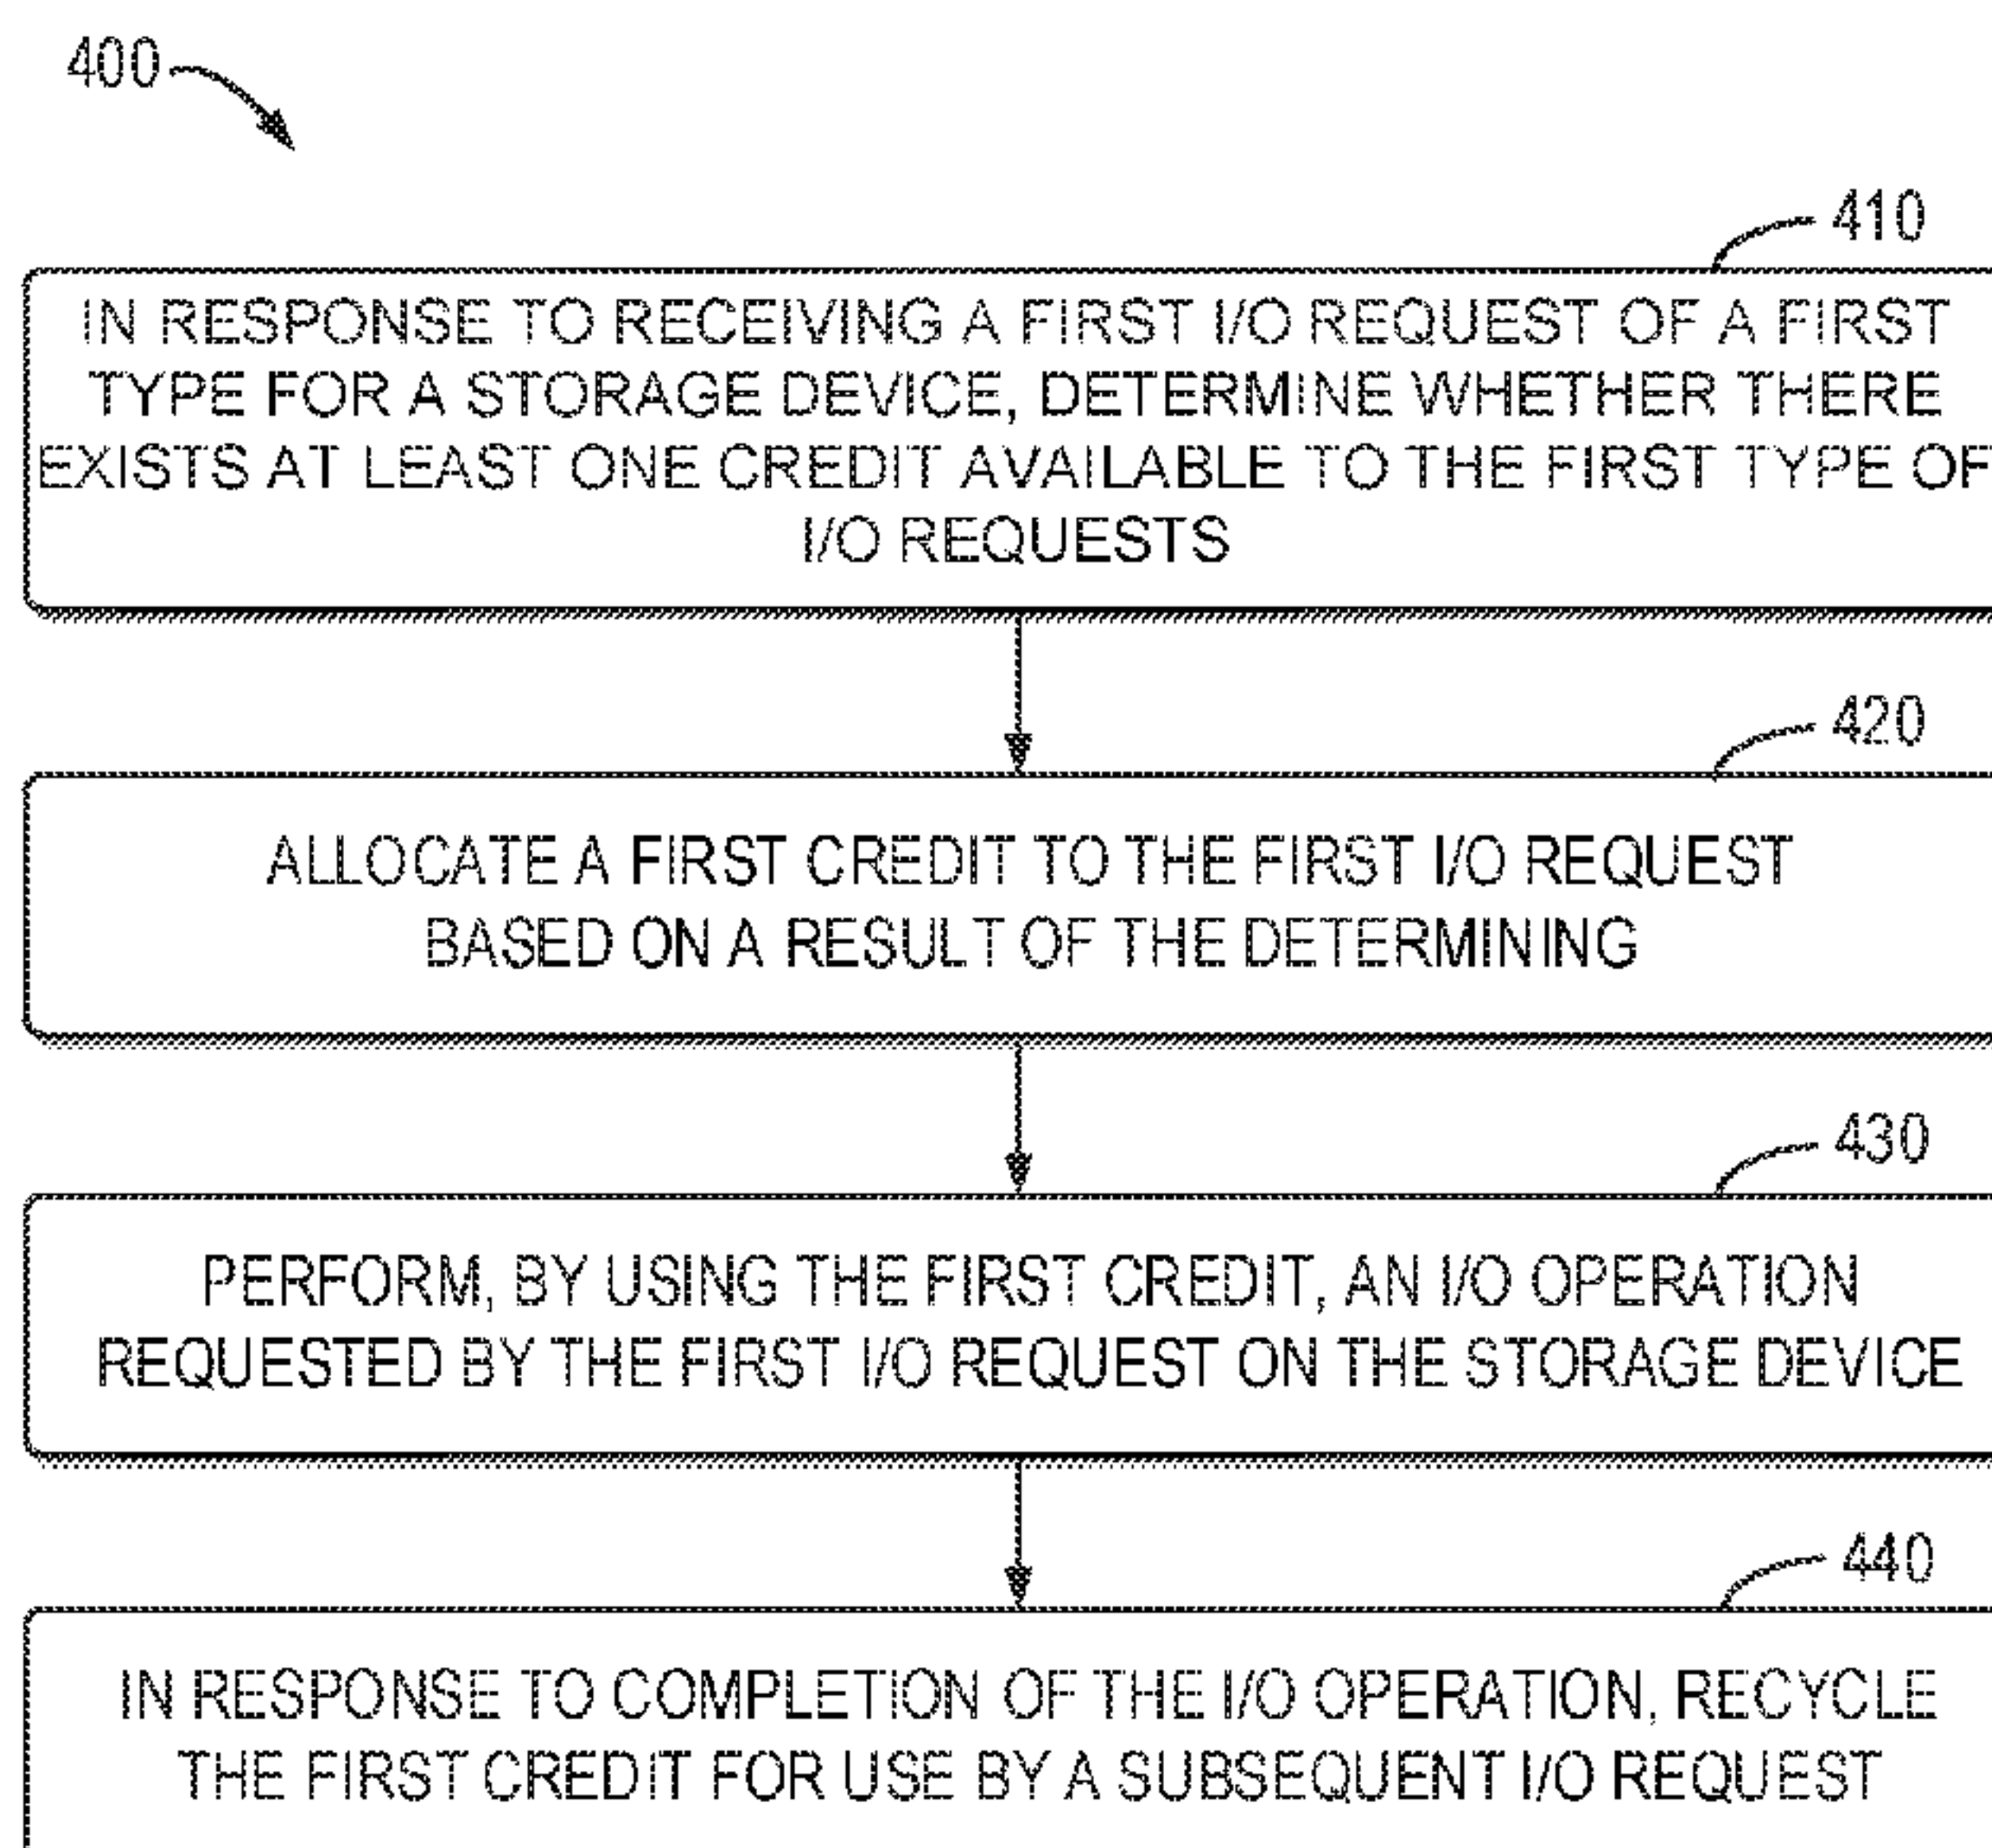 400
410
IN RESPONSE TO RECEIVING A FIRST I/O REQUEST OF A FIRST
TYPE FOR A STORAGE DEVICE, DETERMINE WHETHER THERE
EXISTS AT LEAST ONE CREDIT AVAILABLE TO THE FIRST TYPE OF
I/O REQUESTS
420
ALLOCATE A FIRST CREDIT TO THE FIRST I/O REQUEST
BASED ON A RESULT OF THE DETERMINING
430
PERFORM, BY USING THE FIRST CREDIT, AN I/O OPERATION
REQUESTED BY THE FIRST I/O REQUEST ON THE STORAGE DEVICE
440
IN RESPONSE TO COMPLETION OF THE I/O OPERATION, RECYCLE
THE FIRST CREDIT FOR USE BY A SUBSEQUENT I/O REQUEST